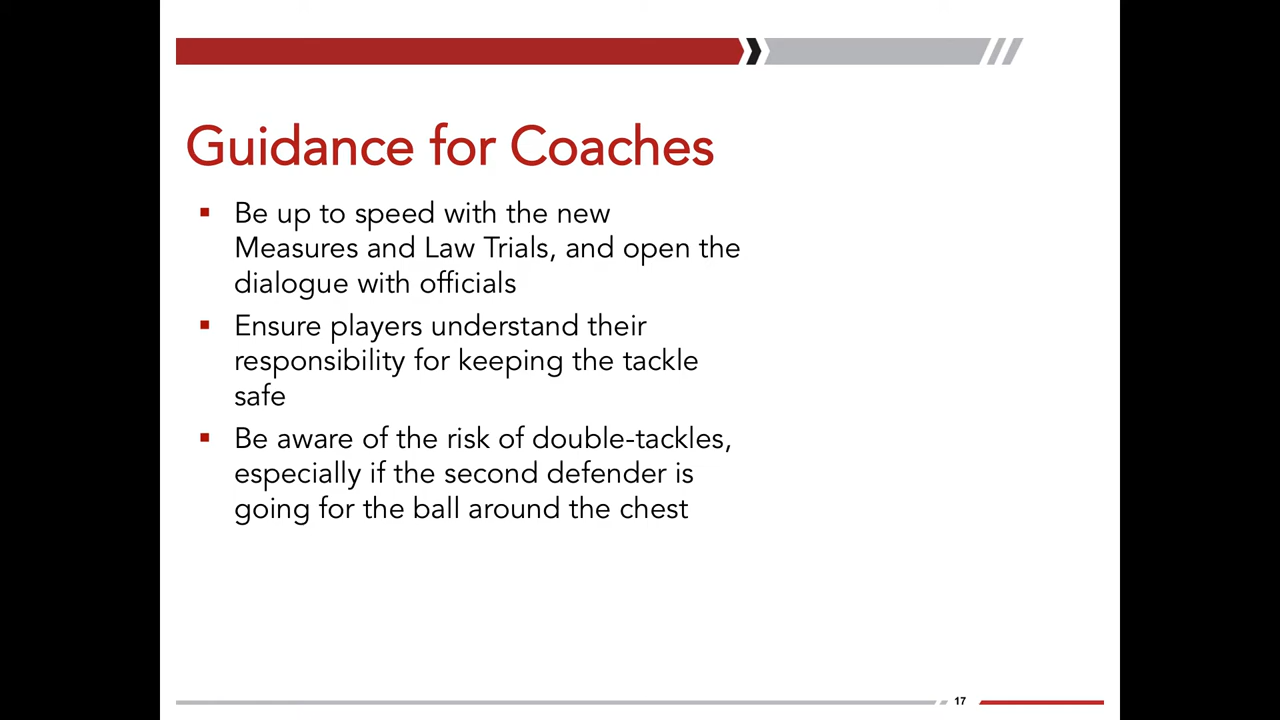 Guidance for Coaches
Be up to speed with the new
Measures and Law Trials, and open the
dialogue with officials
Ensure players understand their
responsibility for keeping the tackle
safe
Be aware of the risk of double-tackles,
especially if the second defender is
going for the ball around the chest
17